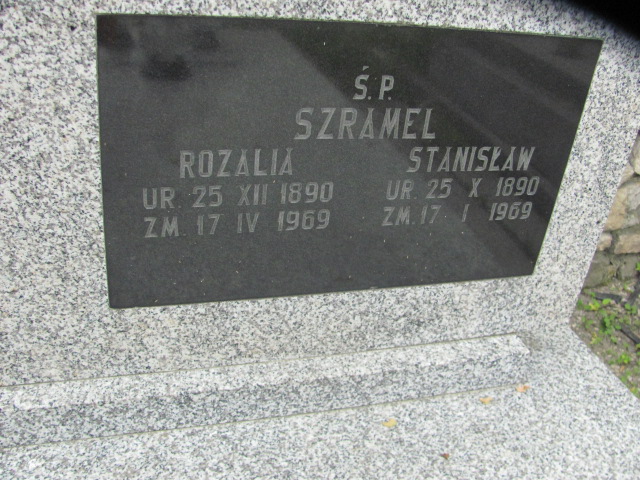 Ś.P.
SZRAMEL
ROZALIA
UR. 25 XII 1890
ZM. 17 IV 1969
STANISŁAW
UR. 25 X 1890
ZM. 17 I 1969